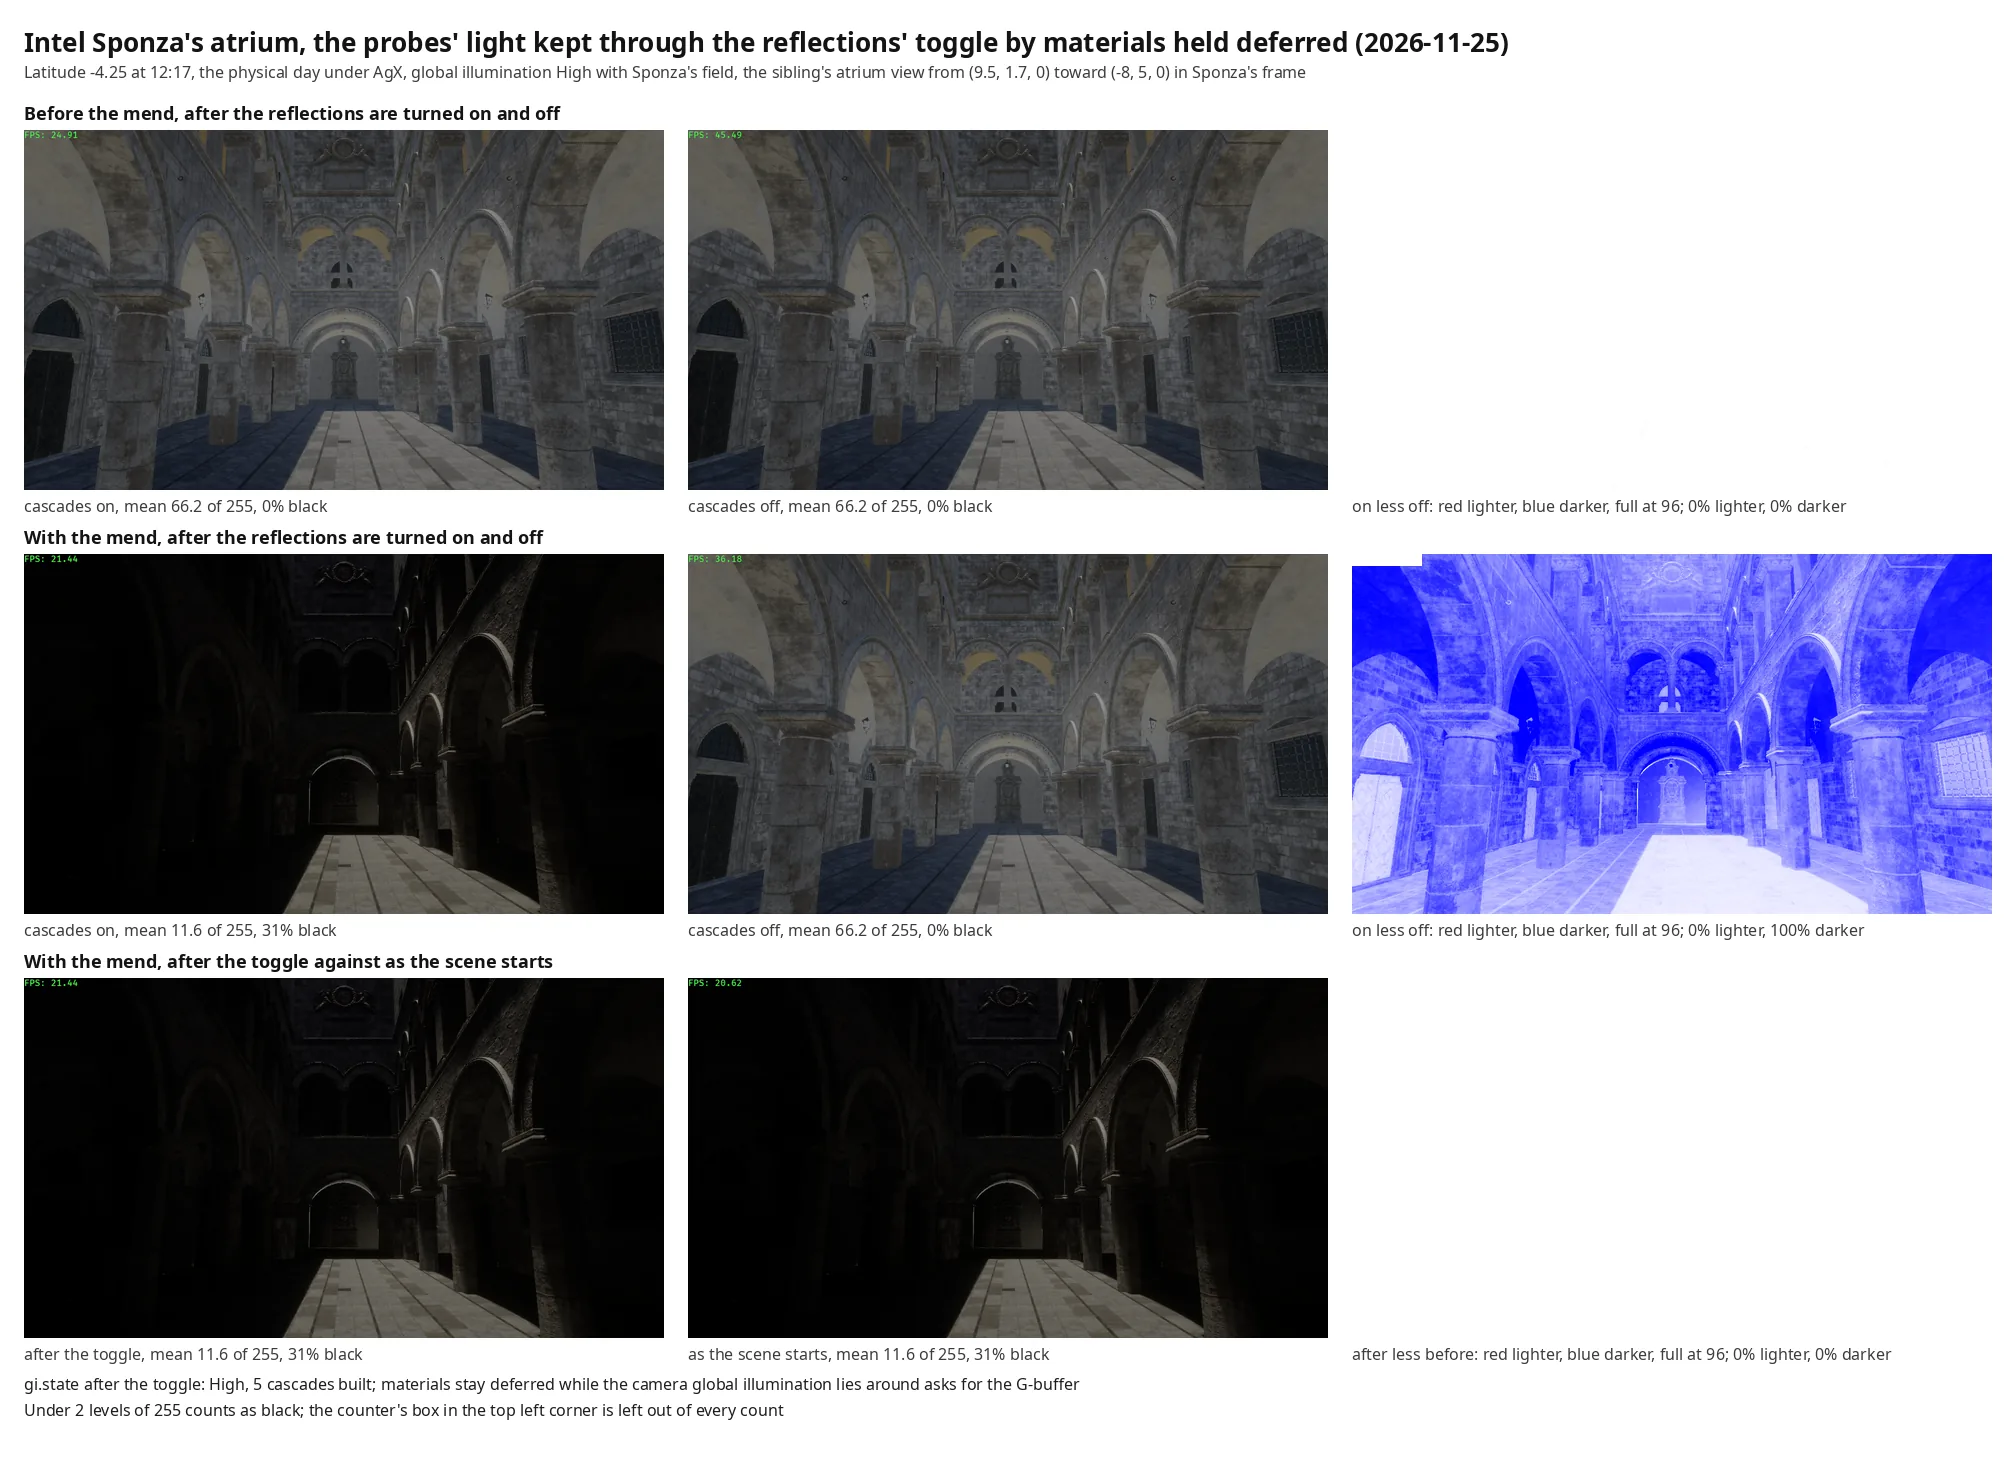 Intel Sponza's atrium, the probes' light kept through the reflections' toggle by materials held deferred (2026-11-25)
Latitude -4.25 at 12:17, the physical day under AgX, global illumination High with Sponza's field, the sibling's atrium view from (9.5, 1.7, 0) toward (-8, 5, 0) in Sponza's frame
Before the mend, after the reflections are turned on and off
FPS: 24.91
FPS: 45.49
cascades on, mean 66.2 of 255, 0% black
cascades off, mean 66.2 of 255, 0% black
on less off: red lighter, blue darker, full at 96; 0% lighter, 0% darker
With the mend, after the reflections are turned on and off
FPS: 21.44
FPS: 36.18
cascades on, mean 11.6 of 255, 31% black
cascades off, mean 66.2 of 255, 0% black
on less off: red lighter, blue darker, full at 96; 0% lighter, 100% darker
With the mend, after the toggle against as the scene starts
FPS: 21.44
FPS: 20.62
after the toggle, mean 11.6 of 255, 31% black
as the scene starts, mean 11.6 of 255, 31% black
after less before: red lighter, blue darker, full at 96; 0% lighter, 0% darker
gi.state after the toggle: High, 5 cascades built; materials stay deferred while the camera global illumination lies around asks for the G-buffer
Under 2 levels of 255 counts as black; the counter's box in the top left corner is left out of every count